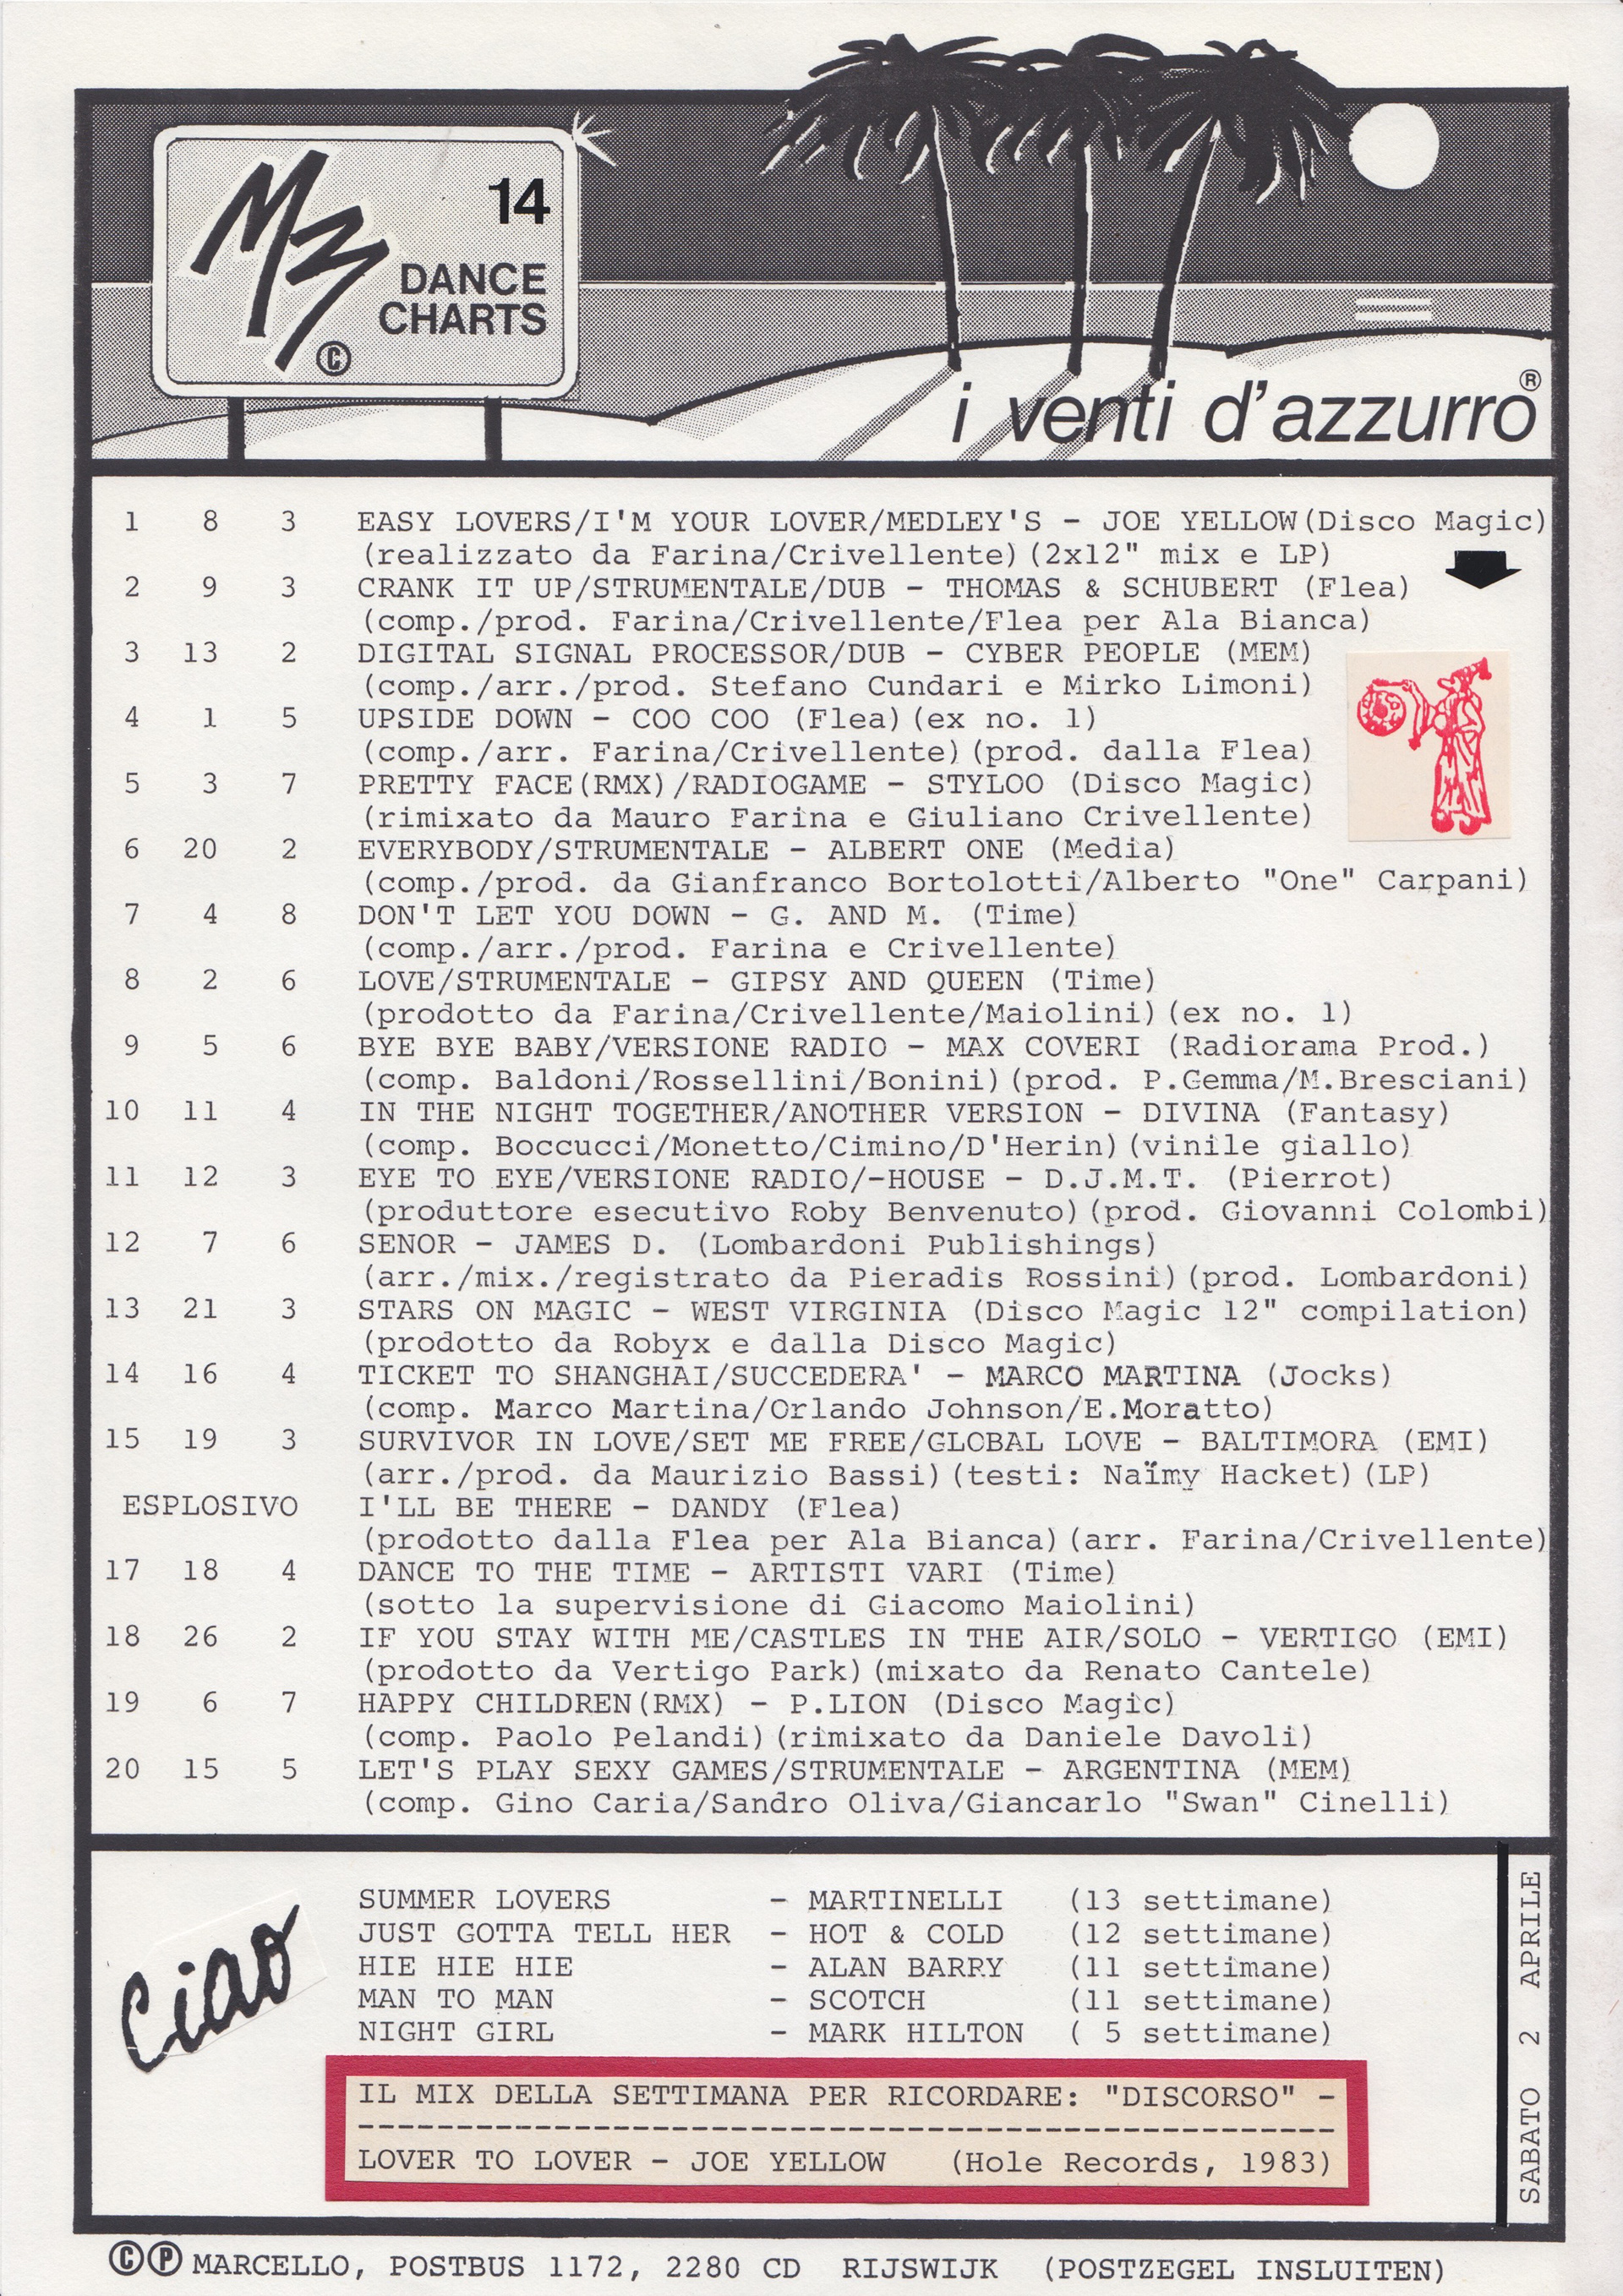 M3
14
DANCE
CHARTS
©
i venti d'azzurro®
1 8 3 EASY LOVERS/I'M YOUR LOVER/MEDLEY'S - JOE YELLOW(Disco Magic)
(realizzato da Farina/Crivellente)(2x12" mix e LP)
2 9 3 CRANK IT UP/STRUMENTALE/DUB - THOMAS & SCHUBERT (Flea)
(comp./prod. Farina/Crivellente/Flea per Ala Bianca)
3 13 2 DIGITAL SIGNAL PROCESSOR/DUB - CYBER PEOPLE (MEM)
(comp./arr./prod. Stefano Cundari e Mirko Limoni)
4 1 5 UPSIDE DOWN - COO COO (Flea)(ex no. 1)
(comp./arr. Farina/Crivellente)(prod. dalla Flea)
5 3 7 PRETTY FACE(RMX)/RADIOGAME - STYLOO (Disco Magic)
(rimixato da Mauro Farina e Giuliano Crivellente)
6 20 2 EVERYBODY/STRUMENTALE - ALBERT ONE (Media)
(comp./prod. da Gianfranco Bortolotti/Alberto "One" Carpani)
7 4 8 DON'T LET YOU DOWN - G. AND M. (Time)
(comp./arr./prod. Farina e Crivellente)
8 2 6 LOVE/STRUMENTALE - GIPSY AND QUEEN (Time)
(prodotto da Farina/Crivellente/Maiolini)(ex no. 1)
9 5 6 BYE BYE BABY/VERSIONE RADIO - MAX COVERI (Radiorama Prod.)
(comp. Baldoni/Rossellini/Bonini)(prod. P.Gemma/M.Bresciani)
10 11 4 IN THE NIGHT TOGETHER/ANOTHER VERSION - DIVINA (Fantasy)
(comp. Boccucci/Monetto/Cimino/D'Herin)(vinile giallo)
11 12 3 EYE TO EYE/VERSIONE RADIO/-HOUSE - D.J.M.T. (Pierrot)
(produttore esecutivo Roby Benvenuto)(prod. Giovanni Colombi)
12 7 6 SENOR - JAMES D. (Lombardoni Publishings)
(arr./mix./registrato da Pieradis Rossini)(prod. Lombardoni)
13 21 3 STARS ON MAGIC - WEST VIRGINIA (Disco Magic 12" compilation)
(prodotto da Robyx e dalla Disco Magic)
14 16 4 TICKET TO SHANGHAI/SUCCEDERA' - MARCO MARTINA (Jocks)
(comp. Marco Martina/Orlando Johnson/E.Moratto)
15 19 3 SURVIVOR IN LOVE/SET ME FREE/GLOBAL LOVE - BALTIMORA (EMI)
(arr./prod. da Maurizio Bassi)(testi: Naïmy Hacket)(LP)
ESPLOSIVO I'LL BE THERE - DANDY (Flea)
(prodotto dalla Flea per Ala Bianca)(arr. Farina/Crivellente)
17 18 4 DANCE TO THE TIME - ARTISTI VARI (Time)
(sotto la supervisione di Giacomo Maiolini)
18 26 2 IF YOU STAY WITH ME/CASTLES IN THE AIR/SOLO - VERTIGO (EMI)
(prodotto da Vertigo Park)(mixato da Renato Cantele)
19 6 7 HAPPY CHILDREN(RMX) - P.LION (Disco Magic)
(comp. Paolo Pelandi)(rimixato da Daniele Davoli)
20 15 5 LET'S PLAY SEXY GAMES/STRUMENTALE - ARGENTINA (MEM)
(comp. Gino Caria/Sandro Oliva/Giancarlo "Swan" Cinelli)
Ciao
SUMMER LOVERS - MARTINELLI (13 settimane)
JUST GOTTA TELL HER - HOT & COLD (12 settimane)
HIE HIE HIE - ALAN BARRY (11 settimane)
MAN TO MAN - SCOTCH (11 settimane)
NIGHT GIRL - MARK HILTON ( 5 settimane)
IL MIX DELLA SETTIMANA PER RICORDARE: "DISCORSO" -
--------------------------------------------------
LOVER TO LOVER - JOE YELLOW (Hole Records, 1983)
SABATO 2 APRILE
©℗ MARCELLO, POSTBUS 1172, 2280 CD RIJSWIJK (POSTZEGEL INSLUITEN)